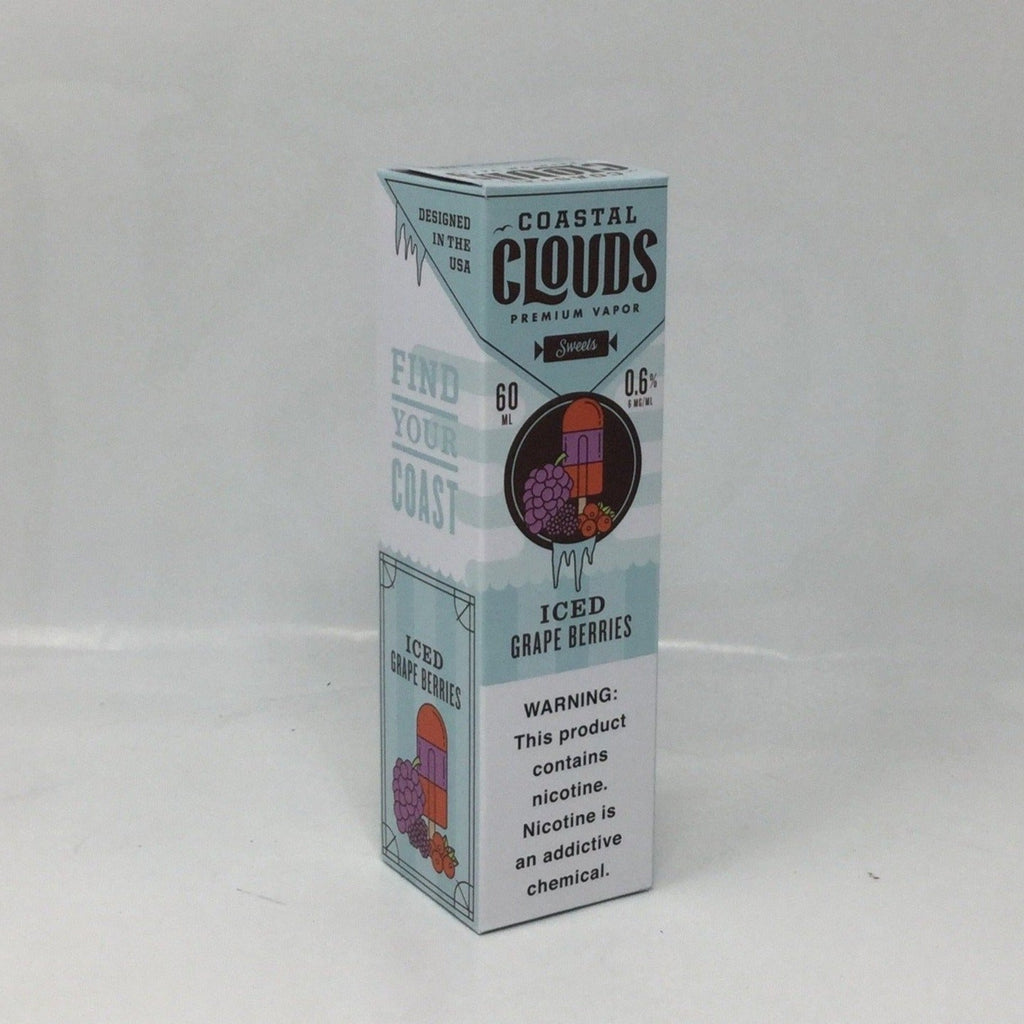 CLOUDS
DESIGNED
IN THE
USA
FIND
YOUR
COAST
ICED
GRAPE BERRIES
COASTAL
CLOUDS
PREMIUM VAPOR
Sweets
60
ML
0.6%
6 MG/ML
ICED
GRAPE BERRIES
WARNING:
This product
contains
nicotine.
Nicotine is
an addictive
chemical.